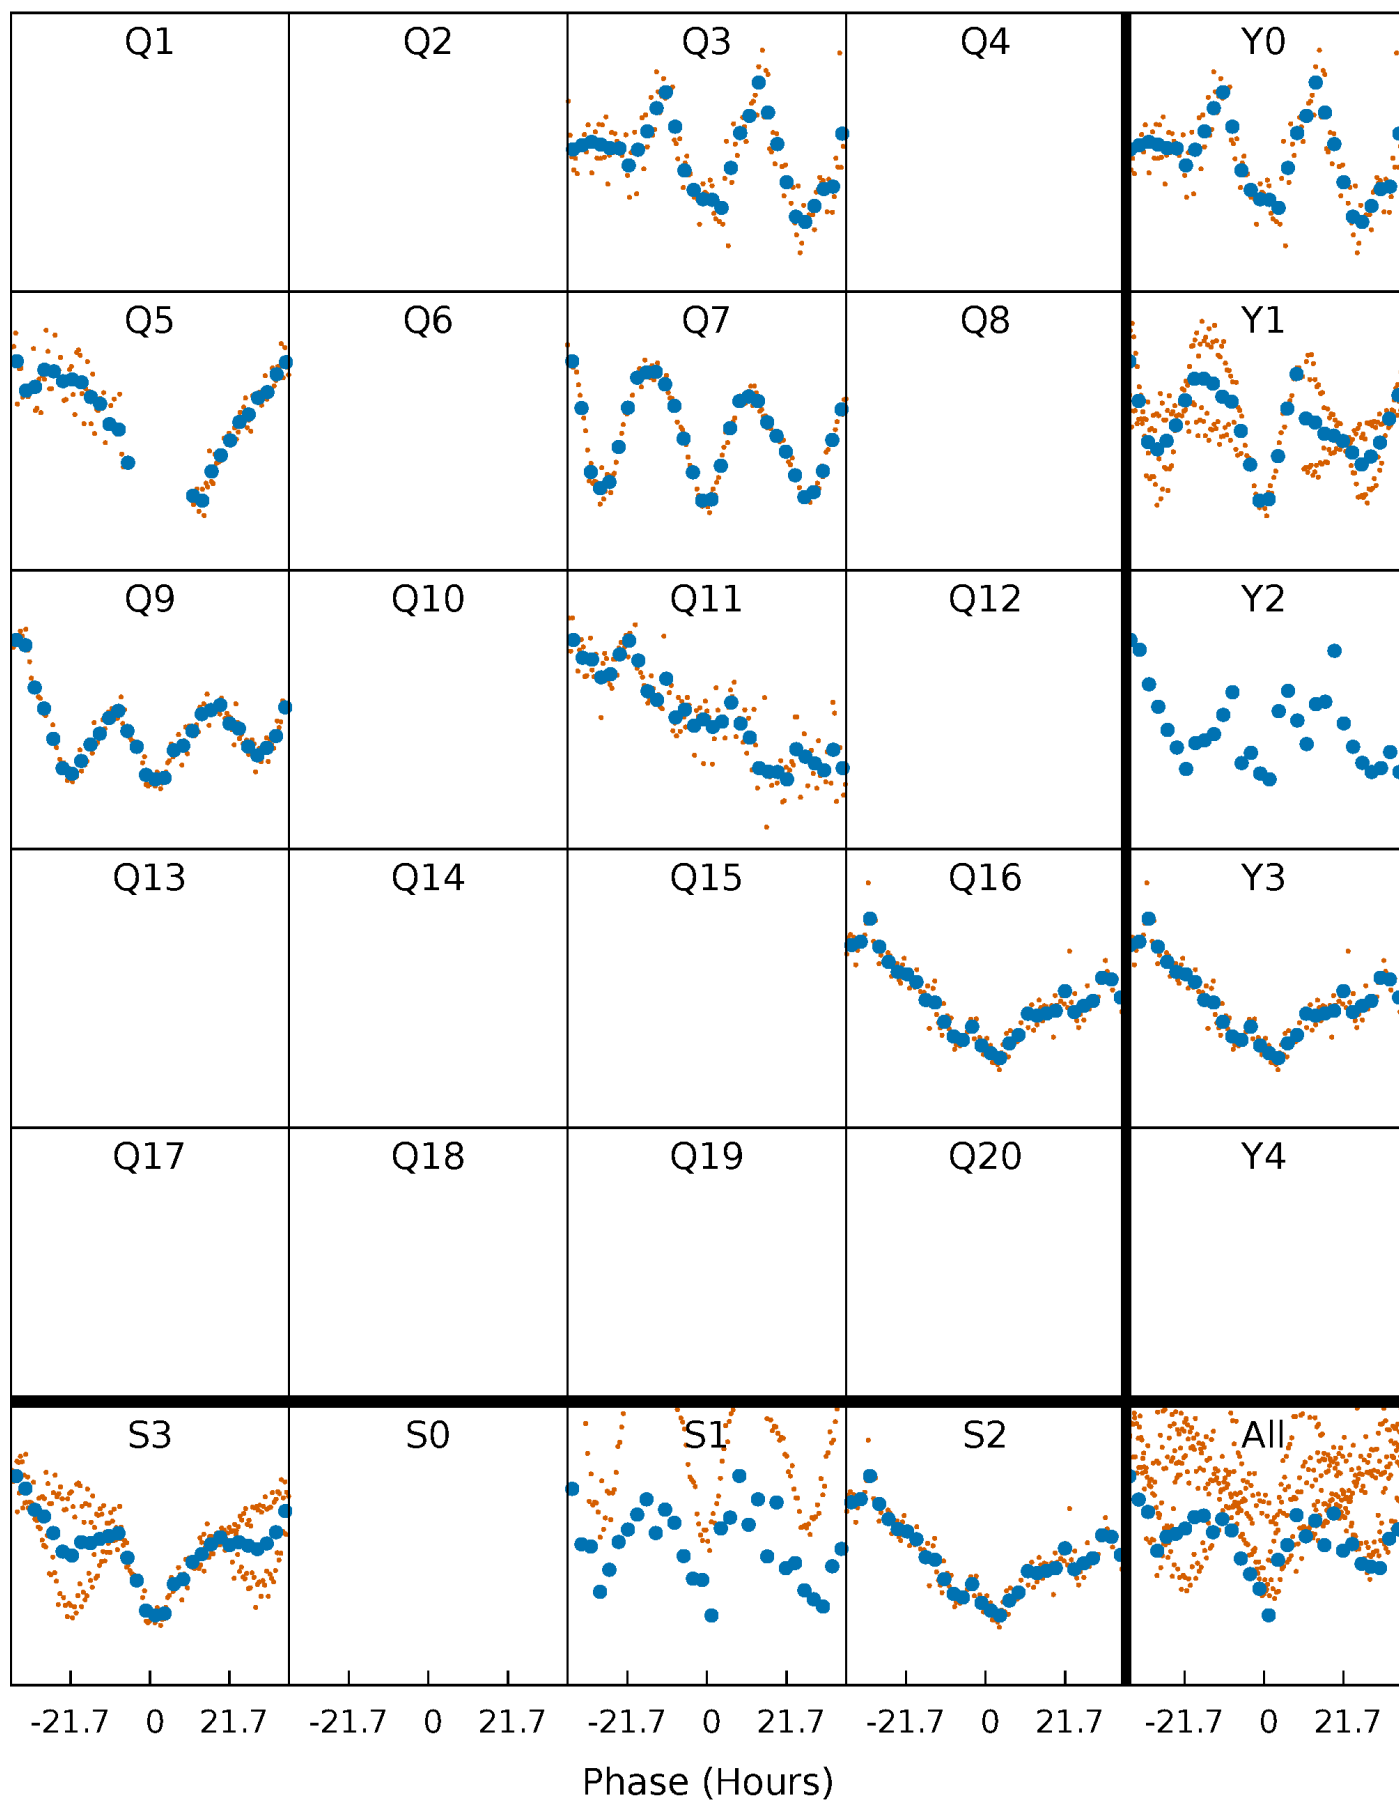 Q1 Q2 Q3 Q4 Y0
Q5 Q6 Q7 Q8 Y1
Q9 Q10 Q11 Q12 Y2
Q13 Q14 Q15 Q16 Y3
Q17 Q18 Q19 Q20 Y4
S3 S0 S1 S2 All
-21.7 0 21.7 -21.7 0 21.7 -21.7 0 21.7 -21.7 0 21.7 -21.7 0 21.7
Phase (Hours)